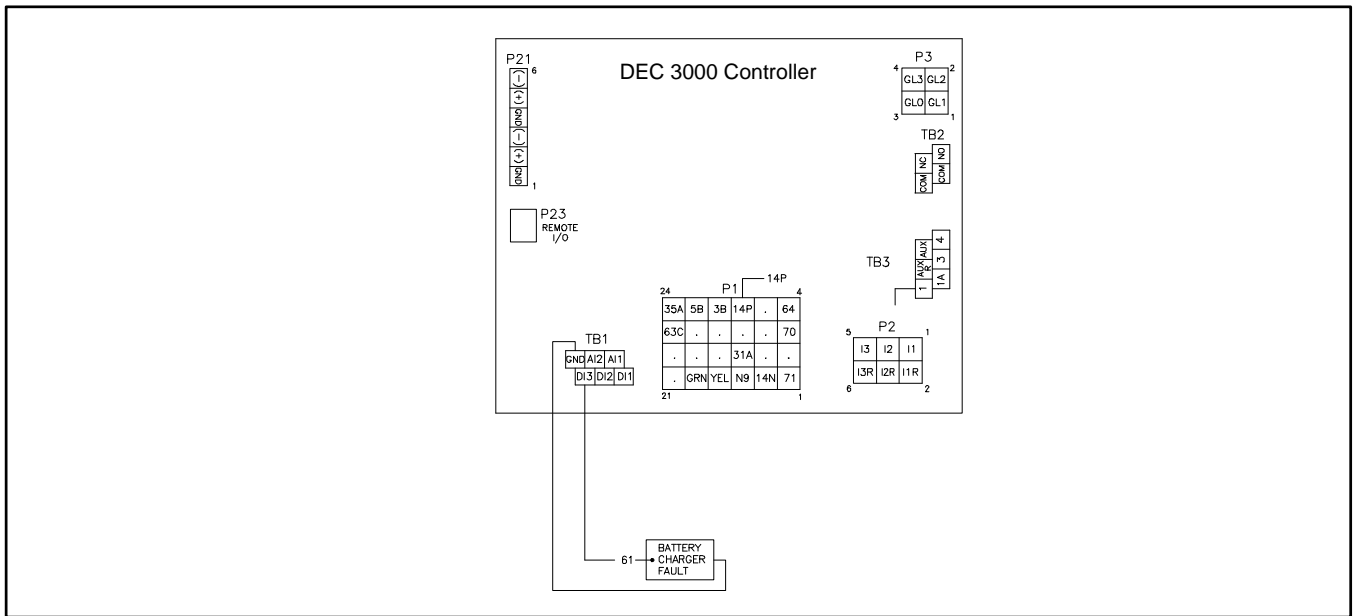 DEC 3000 Controller
P21
6
(-)
(+)
GND
(-)
(+)
GND
1
P23
REMOTE
I/O
P3
4 2
GL3 GL2
GL0 GL1
3 1
TB2
NC NO
COM COM
TB3
AUX 4
AUX R 3
1 1A
14P
P1
24 4
35A 5B 3B 14P . 64
63C . . . . 70
. . . 31A . .
. GRN YEL N9 14N 71
21 1
P2
5 1
I3 I2 I1
I3R I2R I1R
6 2
TB1
GND AI2 AI1
DI3 DI2 DI1
61
BATTERY
CHARGER
FAULT